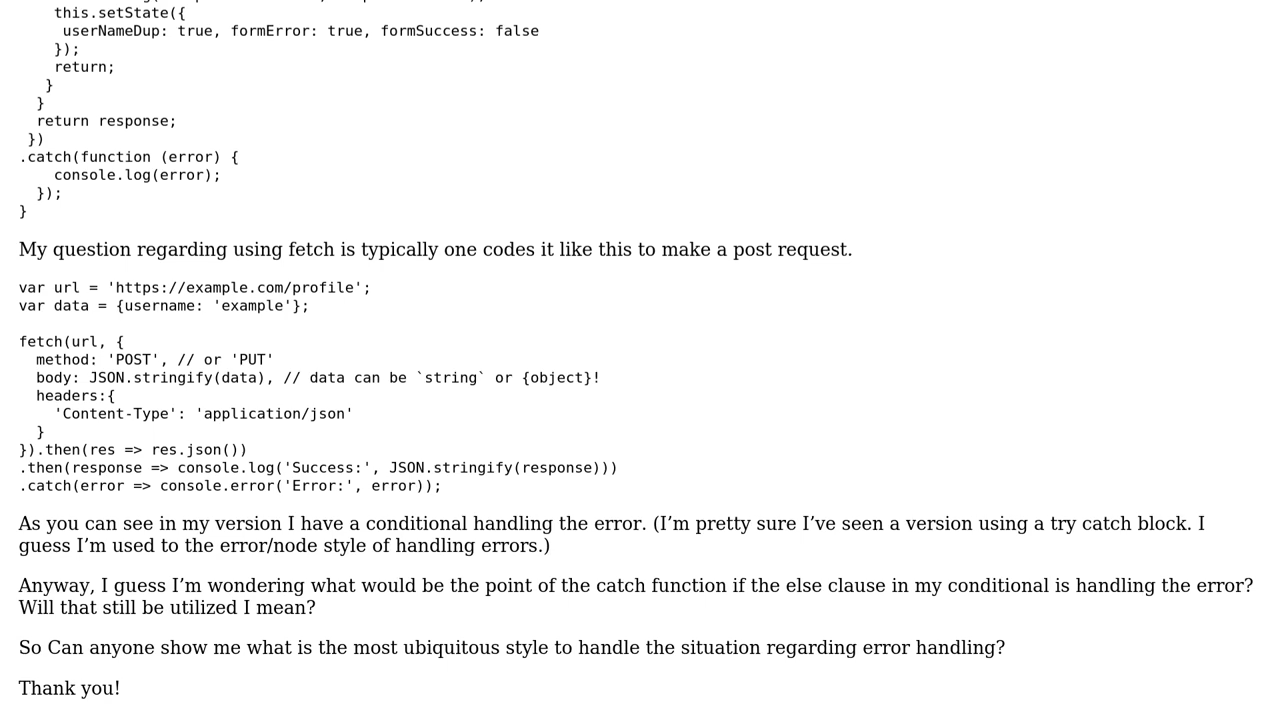 this.setState({
userNameDup: true, formError: true, formSuccess: false
});
return;
}
}
return response;
})
.catch(function (error) {
console.log(error);
});
}
My question regarding using fetch is typically one codes it like this to make a post request.
var url = 'https://example.com/profile';
var data = {username: 'example'};
fetch(url, {
method: 'POST', // or 'PUT'
body: JSON.stringify(data), // data can be `string` or {object}!
headers:{
'Content-Type': 'application/json'
}
}).then(res => res.json())
.then(response => console.log('Success:', JSON.stringify(response)))
.catch(error => console.error('Error:', error));
As you can see in my version I have a conditional handling the error. (I’m pretty sure I’ve seen a version using a try catch block. I
guess I’m used to the error/node style of handling errors.)
Anyway, I guess I’m wondering what would be the point of the catch function if the else clause in my conditional is handling the error?
Will that still be utilized I mean?
So Can anyone show me what is the most ubiquitous style to handle the situation regarding error handling?
Thank you!